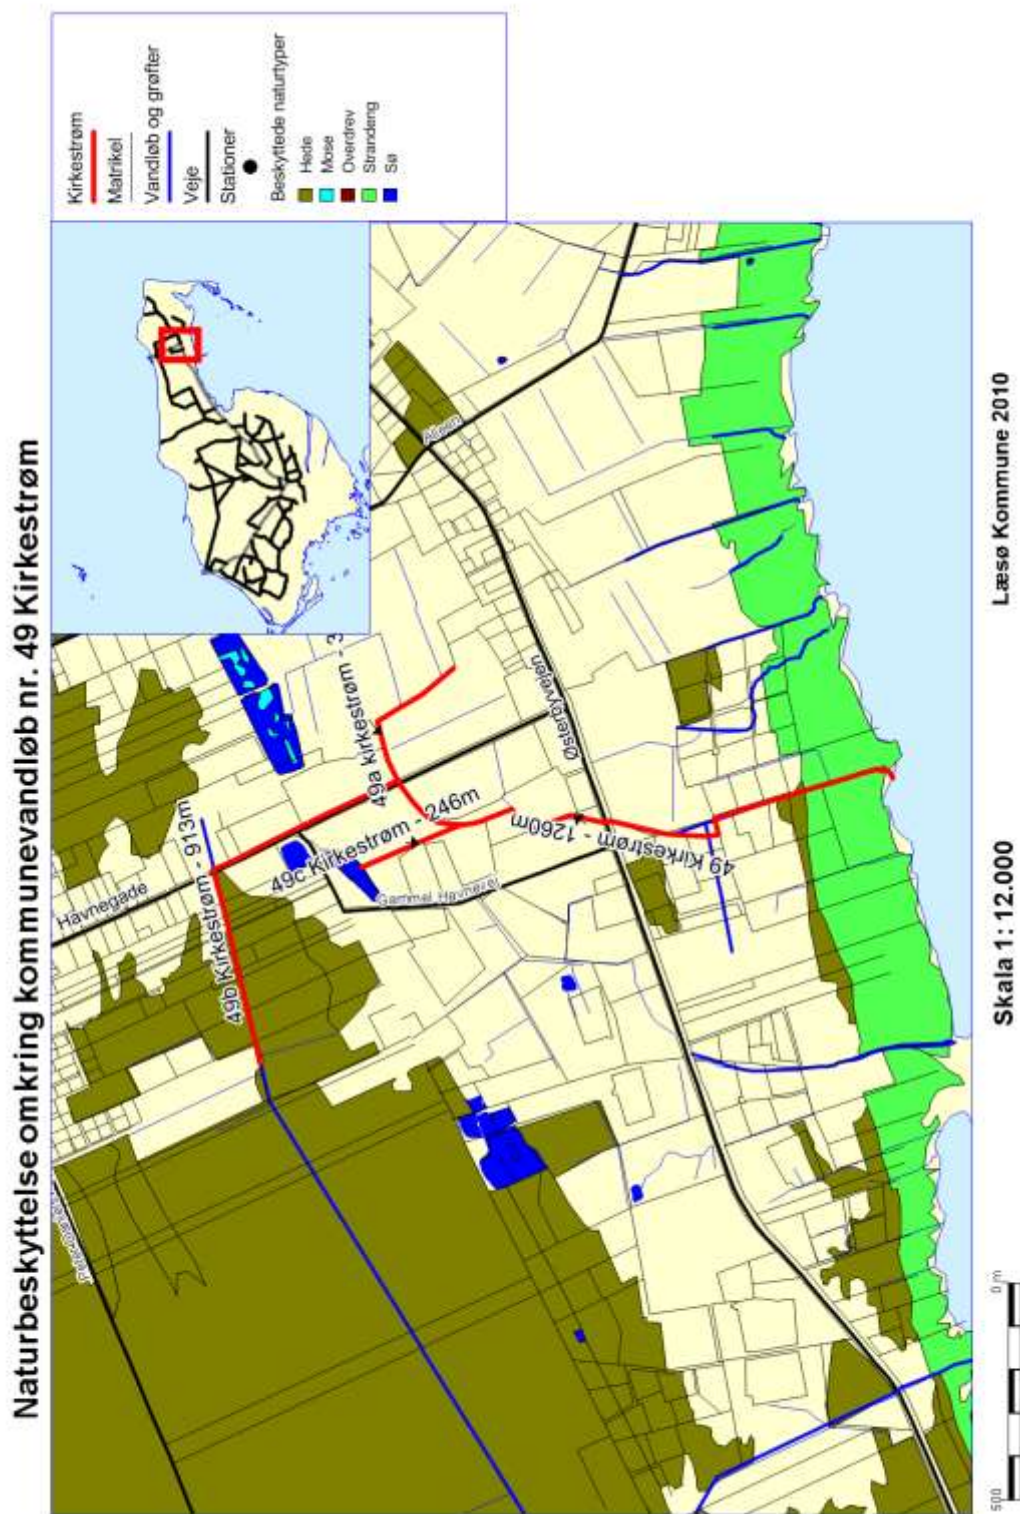 Naturbeskyttelse omkring kommunevandløb nr. 49 Kirkestrøm
Kirkestrøm
Matrikel
Vandløb og grøfter
Veje
Stationer
Beskyttede naturtyper
Hede
Mose
Overdrev
Strandeng
Sø
Havnegade
49b Kirkestrøm - 913m
49a kirkestrøm - 3
49c Kirkestrøm - 246m
Gammel Havnevej
49 Kirkestrøm - 1260m
Østerbyvejen
Skala 1: 12.000
Læsø Kommune 2010
500
0 m